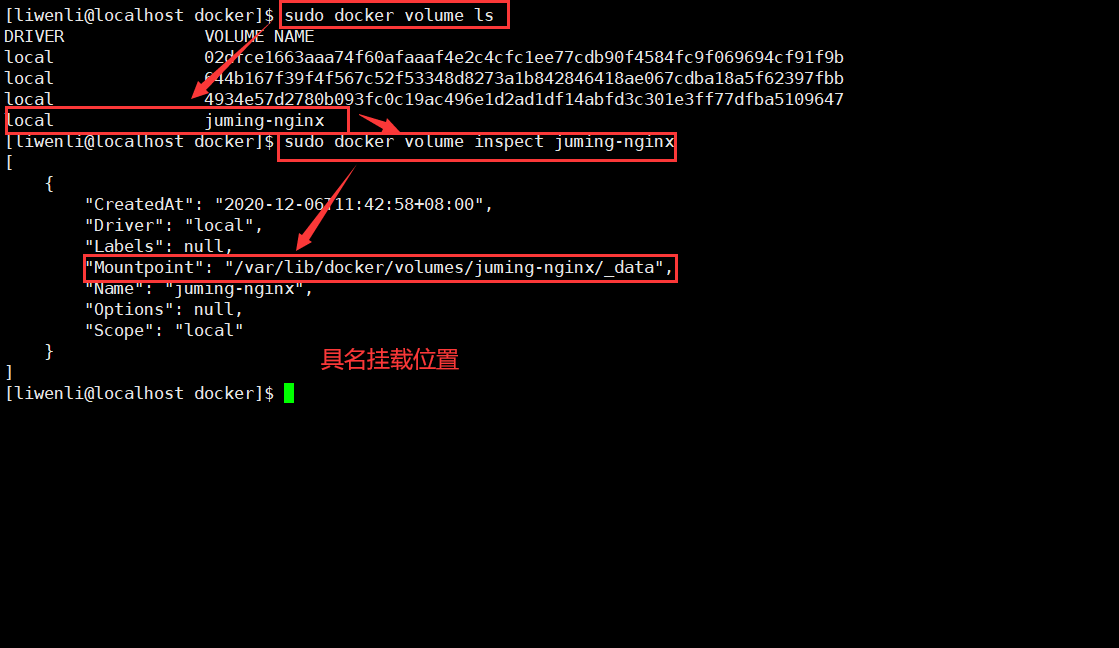 [liwenli@localhost docker]$ sudo docker volume ls
DRIVER              VOLUME NAME
local               02dfce1663aaa74f60afaaaf4e2c4cfc1ee77cdb90f4584fc9f069694cf91f9b
local               644b167f39f4f567c52f53348d8273a1b842846418ae067cdba18a5f62397fbb
local               4934e57d2780b093fc0c19ac496e1d2ad1df14abfd3c301e3ff77dfba5109647
local               juming-nginx
[liwenli@localhost docker]$ sudo docker volume inspect juming-nginx
[
    {
        "CreatedAt": "2020-12-06T11:42:58+08:00",
        "Driver": "local",
        "Labels": null,
        "Mountpoint": "/var/lib/docker/volumes/juming-nginx/_data",
        "Name": "juming-nginx",
        "Options": null,
        "Scope": "local"
    }
具名挂载位置
]
[liwenli@localhost docker]$